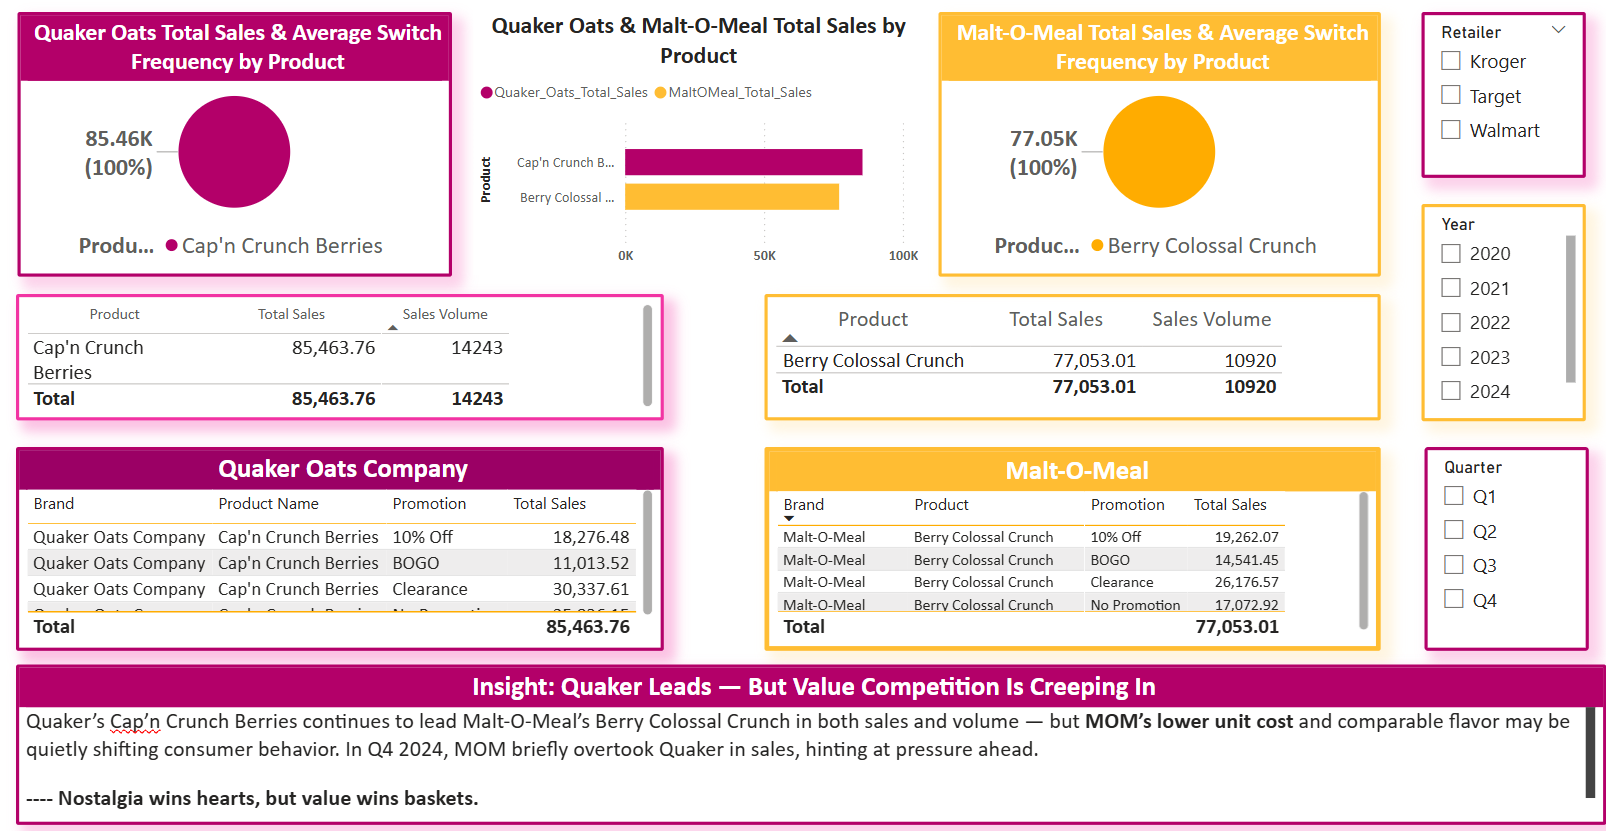 Quaker Oats Total Sales & Average Switch
Frequency by Product
85.46K
(100%)
Produ... Cap'n Crunch Berries
Quaker Oats & Malt-O-Meal Total Sales by
Product
Quaker_Oats_Total_Sales MaltOMeal_Total_Sales
Product
Cap'n Crunch B...
Berry Colossal ...
0K 50K 100K
Malt-O-Meal Total Sales & Average Switch
Frequency by Product
77.05K
(100%)
Produc... Berry Colossal Crunch
Retailer
Kroger
Target
Walmart
Product Total Sales Sales Volume
Cap'n Crunch
Berries 85,463.76 14243
Total 85,463.76 14243
Product Total Sales Sales Volume
Berry Colossal Crunch 77,053.01 10920
Total 77,053.01 10920
Year
2020
2021
2022
2023
2024
Quaker Oats Company
Brand Product Name Promotion Total Sales
Quaker Oats Company Cap'n Crunch Berries 10% Off 18,276.48
Quaker Oats Company Cap'n Crunch Berries BOGO 11,013.52
Quaker Oats Company Cap'n Crunch Berries Clearance 30,337.61
Total 85,463.76
Malt-O-Meal
Brand Product Promotion Total Sales
Malt-O-Meal Berry Colossal Crunch 10% Off 19,262.07
Malt-O-Meal Berry Colossal Crunch BOGO 14,541.45
Malt-O-Meal Berry Colossal Crunch Clearance 26,176.57
Malt-O-Meal Berry Colossal Crunch No Promotion 17,072.92
Total 77,053.01
Quarter
Q1
Q2
Q3
Q4
Insight: Quaker Leads — But Value Competition Is Creeping In
Quaker’s Cap’n Crunch Berries continues to lead Malt-O-Meal’s Berry Colossal Crunch in both sales and volume — but MOM’s lower unit cost and comparable flavor may be
quietly shifting consumer behavior. In Q4 2024, MOM briefly overtook Quaker in sales, hinting at pressure ahead.
---- Nostalgia wins hearts, but value wins baskets.